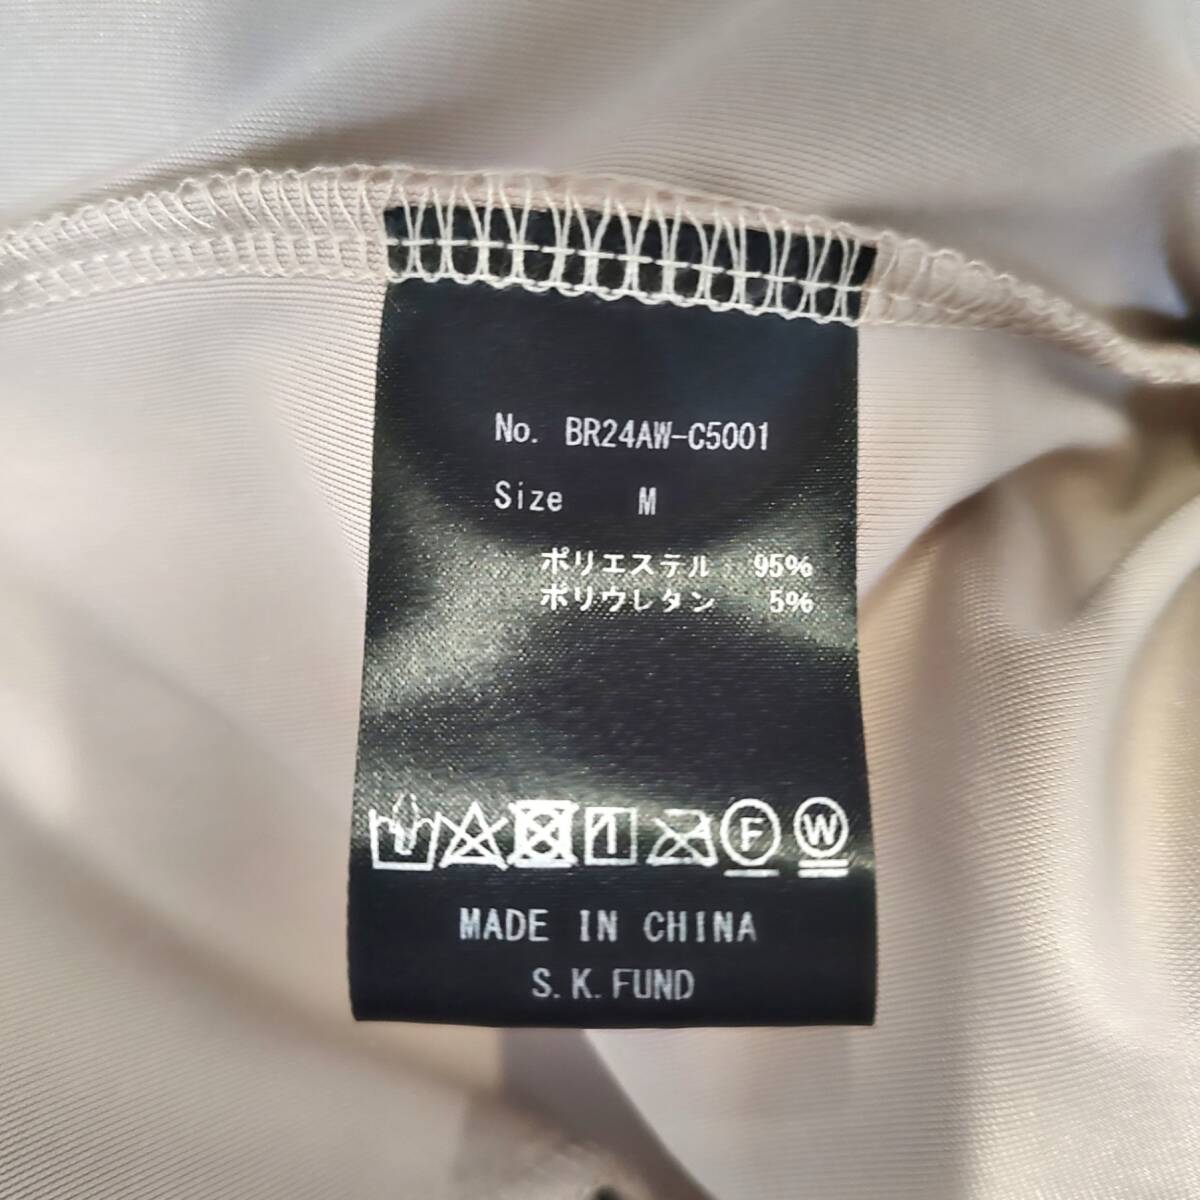 No. BR24AW-C5001
Size M
ポリエステル 95%
ポリウレタン 5%
F W
MADE IN CHINA
S.K.FUND